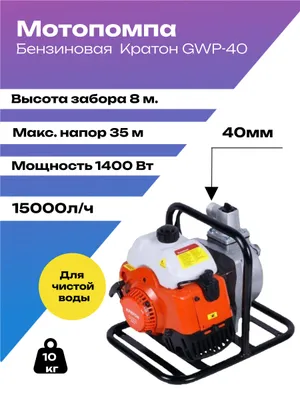 Мотопомпа
Бензиновая Кратон GWP-40
Высота забора 8 м.
40мм
Макс. напор 35 м
Мощность 1400 Вт
15000л/ч
Для
чистой
воды
10
кг